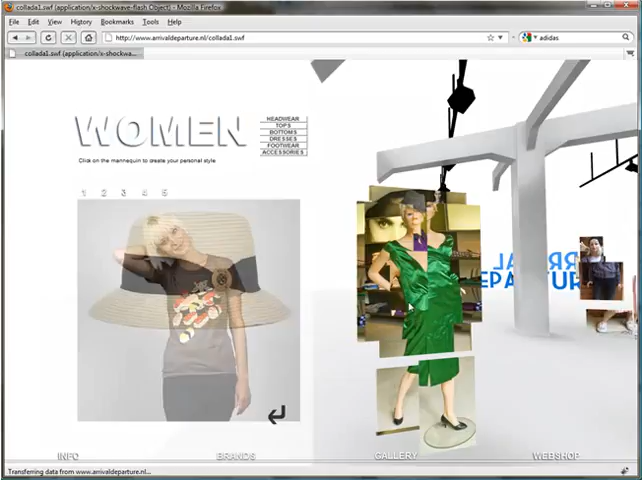 collada1.swf (application/x-shockwave-flash Object) - Mozilla Firefox
File Edit View History Bookmarks Tools Help
http://www.arrivaldeparture.nl/collada1.swf
adidas
collada1.swf (application/x-shockwa...
WOMEN
HEADWEAR
TOPS
BOTTOMS
DRESSES
FOOTWEAR
ACCESSORIES
Click on the mannequin to create your personal style
1 2 3 4 5
INFO BRANDS GALLERY WEBSHOP
Transferring data from www.arrivaldeparture.nl...